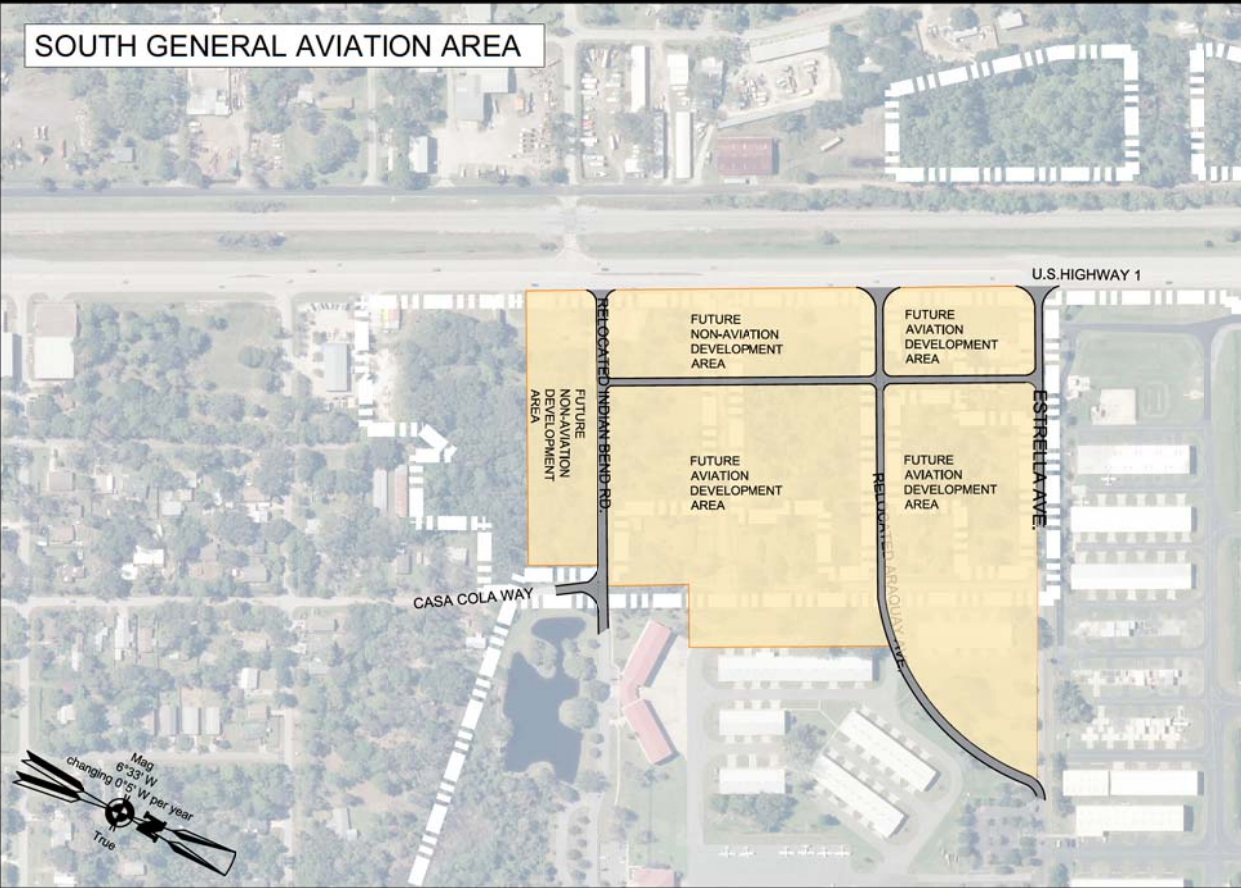 SOUTH GENERAL AVIATION AREA
U.S.HIGHWAY 1
RELOCATED INDIAN BEND RD.
FUTURE
NON-AVIATION
DEVELOPMENT
AREA
FUTURE
AVIATION
DEVELOPMENT
AREA
FUTURE
NON-AVIATION
DEVELOPMENT
AREA
ESTRELLA AVE.
FUTURE
AVIATION
DEVELOPMENT
AREA
RELOCATED ARAQUAY AVE.
FUTURE
AVIATION
DEVELOPMENT
AREA
CASA COLA WAY
Mag
6°33' W
changing 0°5' W per year
N
True